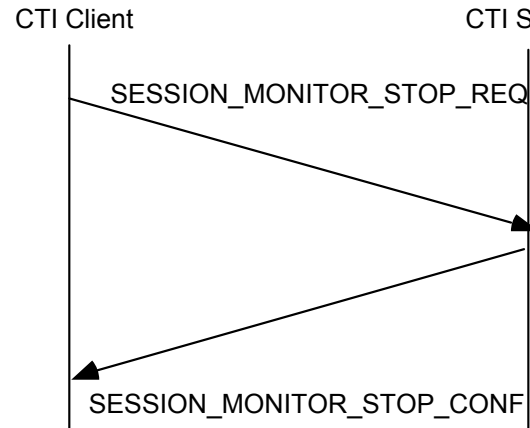 CTI Client
CTI S
SESSION_MONITOR_STOP_REQ
SESSION_MONITOR_STOP_CONF